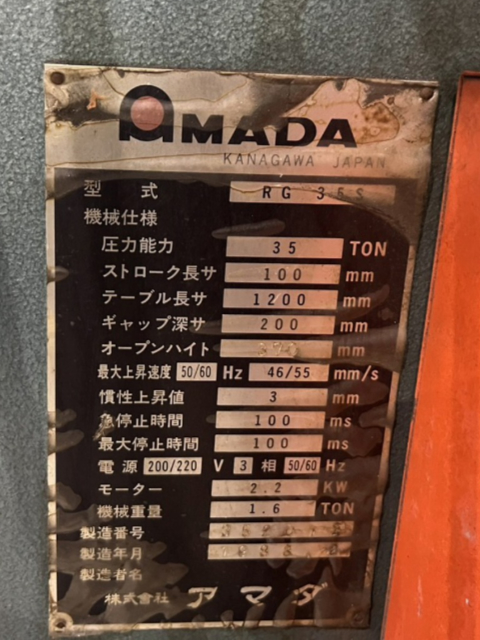 AMADA
KANAGAWA JAPAN
型式 RG 35S
機械仕様
圧力能力 35 TON
ストローク長サ 100 mm
テーブル長サ 1200 mm
ギャップ深サ 200 mm
オープンハイト mm
最大上昇速度 50/60 Hz 46/55 mm/s
慣性上昇値 3 mm
急停止時間 100 ms
最大停止時間 100 ms
電源 200/220 V 3 相 50/60 Hz
モーター 2.2 KW
機械重量 1.6 TON
製造番号
製造年月
製造者名
株式会社 アマダ